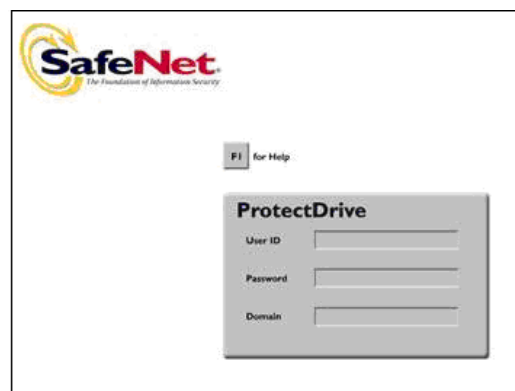 SafeNet.
The Foundation of Information Security
F1 for Help
ProtectDrive
User ID
Password
Domain